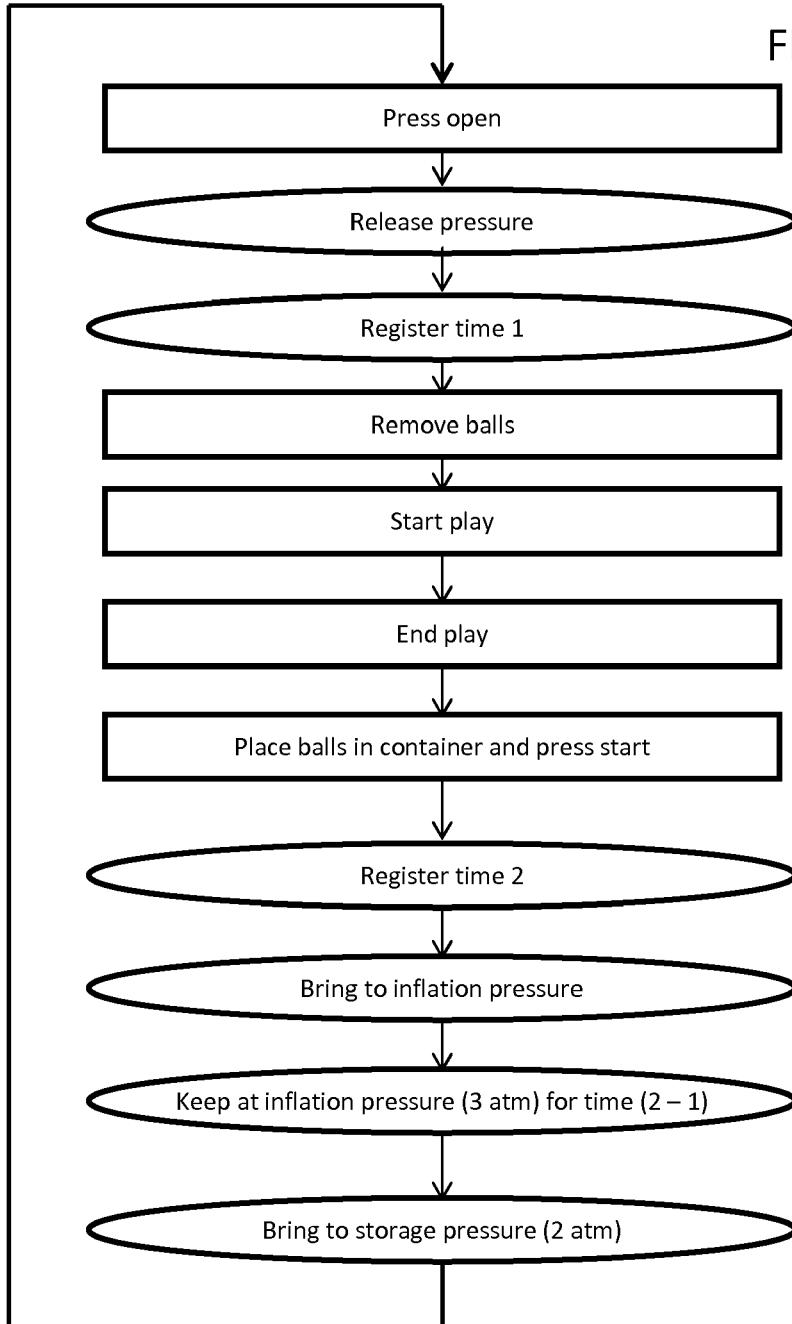 Press open
Release pressure
Register time 1
Remove balls
Start play
End play
Place balls in container and press start
Register time 2
Bring to inflation pressure
Keep at inflation pressure (3 atm) for time (2 – 1)
Bring to storage pressure (2 atm)